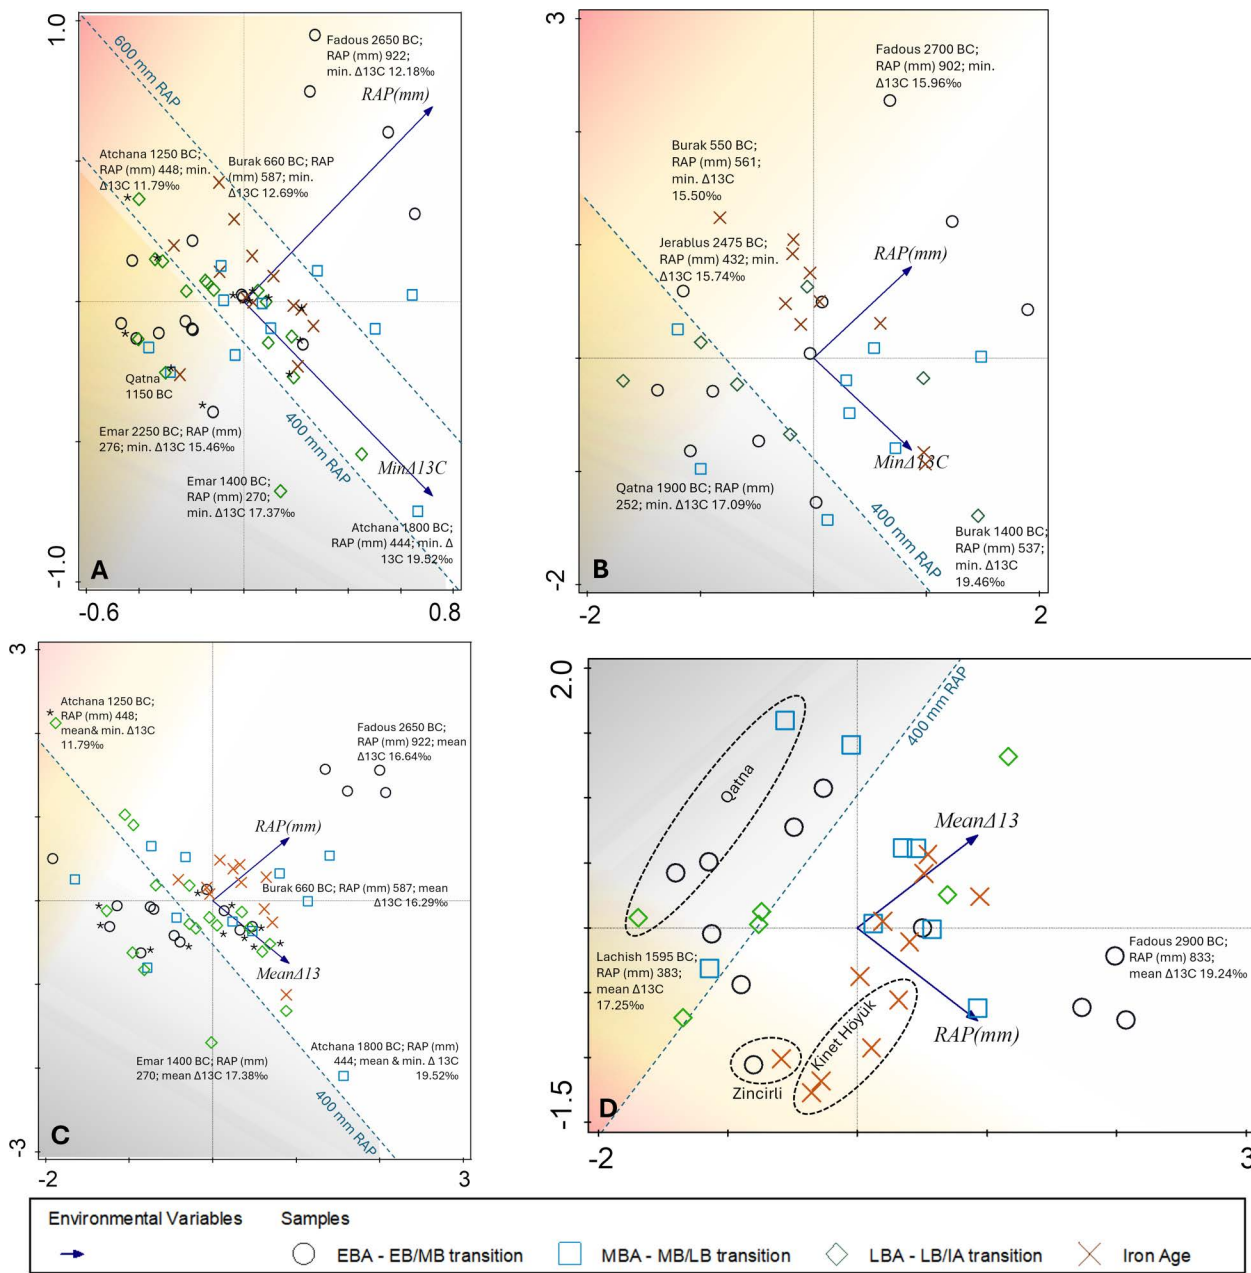 1.0
-1.0
-0.6
0.8
600 mm RAP
Fadous 2650 BC;
RAP (mm) 922;
min. Δ13C 12.18‰
RAP(mm)
Atchana 1250 BC;
RAP (mm) 448; min.
Δ13C 11.79‰
Burak 660 BC; RAP
(mm) 587; min.
Δ13C 12.69‰
Qatna
1150 BC
Emar 2250 BC; RAP (mm)
276; min. Δ13C 15.46‰
400 mm RAP
MinΔ13C
Emar 1400 BC;
RAP (mm) 270;
min. Δ13C 17.37‰
Atchana 1800 BC;
RAP (mm) 444; min. Δ
13C 19.52‰
A
3
-2
-2
2
Fadous 2700 BC;
RAP (mm) 902; min.
Δ13C 15.96‰
Burak 550 BC;
RAP (mm) 561;
min. Δ13C
15.50‰
Jerablus 2475 BC;
RAP (mm) 432; min.
Δ13C 15.74‰
RAP(mm)
MinΔ13C
Qatna 1900 BC; RAP (mm)
252; min. Δ13C 17.09‰
400 mm RAP
Burak 1400 BC;
RAP (mm) 537;
min. Δ13C
19.46‰
B
3
-3
-2
3
Atchana 1250 BC;
RAP (mm) 448;
mean& min. Δ13C
11.79‰
Fadous 2650 BC;
RAP (mm) 922; mean
Δ13C 16.64‰
RAP(mm)
Burak 660 BC; RAP (mm) 587; mean
Δ13C 16.29‰
MeanΔ13
Emar 1400 BC; RAP (mm)
270; mean Δ13C 17.38‰
Atchana 1800 BC; RAP (mm)
444; mean & min. Δ 13C
19.52‰
400 mm RAP
C
2.0
-1.5
-2
3
Qatna
400 mm RAP
MeanΔ13
Lachish 1595 BC;
RAP (mm) 383;
mean Δ13C
17.25‰
Fadous 2900 BC;
RAP (mm) 833;
mean Δ13C 19.24‰
Kinet Höyük
RAP(mm)
Zincirli
D
Environmental Variables
Samples
EBA - EB/MB transition
MBA - MB/LB transition
LBA - LB/IA transition
Iron Age